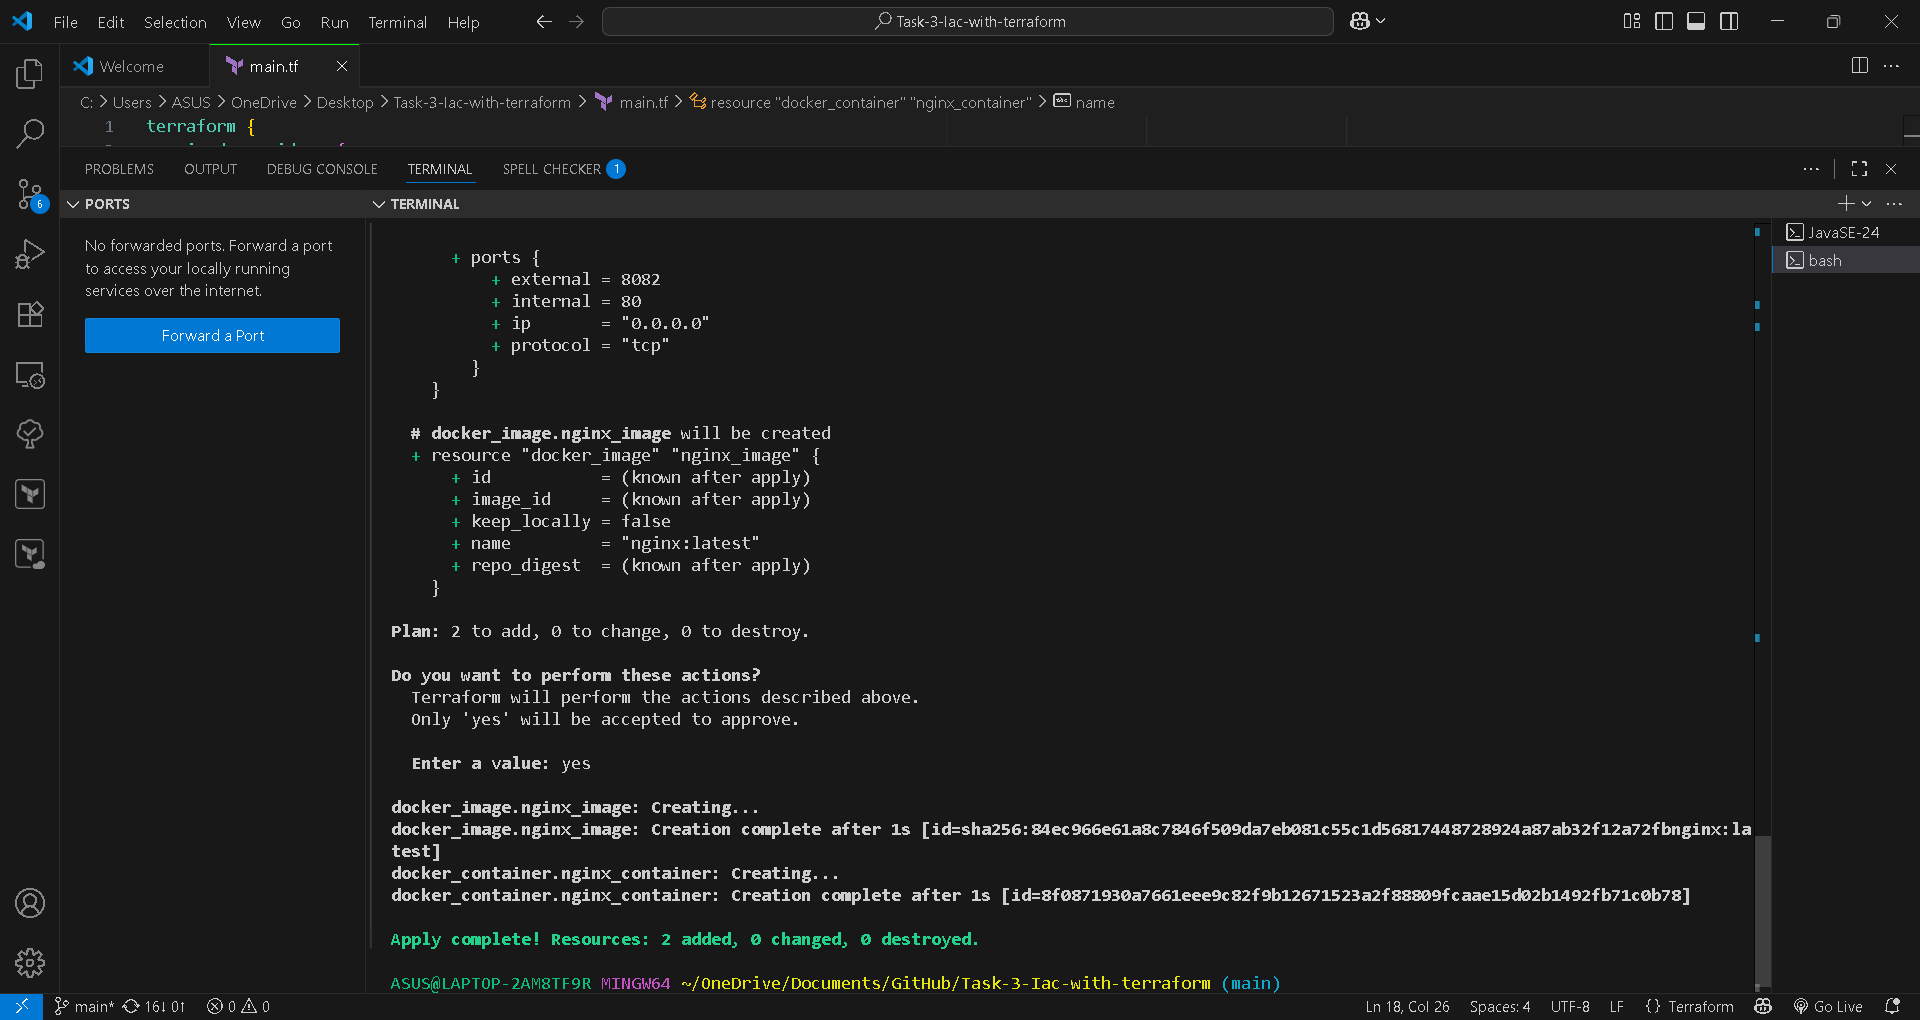 File Edit Selection View Go Run Terminal Help
Task-3-Iac-with-terraform
Welcome
main.tf
C: > Users > ASUS > OneDrive > Desktop > Task-3-Iac-with-terraform > main.tf > resource "docker_container" "nginx_container" > name
1 terraform {
PROBLEMS OUTPUT DEBUG CONSOLE TERMINAL SPELL CHECKER 1
6
PORTS
No forwarded ports. Forward a port
to access your locally running
services over the internet.
Forward a Port
TERMINAL
+ ports {
+ external = 8082
+ internal = 80
+ ip       = "0.0.0.0"
+ protocol = "tcp"
}
}
# docker_image.nginx_image will be created
+ resource "docker_image" "nginx_image" {
+ id           = (known after apply)
+ image_id     = (known after apply)
+ keep_locally = false
+ name         = "nginx:latest"
+ repo_digest  = (known after apply)
}
Plan: 2 to add, 0 to change, 0 to destroy.
Do you want to perform these actions?
Terraform will perform the actions described above.
Only 'yes' will be accepted to approve.
Enter a value: yes
docker_image.nginx_image: Creating...
docker_image.nginx_image: Creation complete after 1s [id=sha256:84ec966e61a8c7846f509da7eb081c55c1d56817448728924a87ab32f12a72fbnginx:la
test]
docker_container.nginx_container: Creating...
docker_container.nginx_container: Creation complete after 1s [id=8f0871930a7661eee9c82f9b12671523a2f88809fcaae15d02b1492fb71c0b78]
Apply complete! Resources: 2 added, 0 changed, 0 destroyed.
ASUS@LAPTOP-2AM8TF9R MINGW64 ~/OneDrive/Documents/GitHub/Task-3-Iac-with-terraform (main)
JavaSE-24
bash
main* 16↓ 0↑ 0 0
Ln 18, Col 26 Spaces: 4 UTF-8 LF {} Terraform Go Live